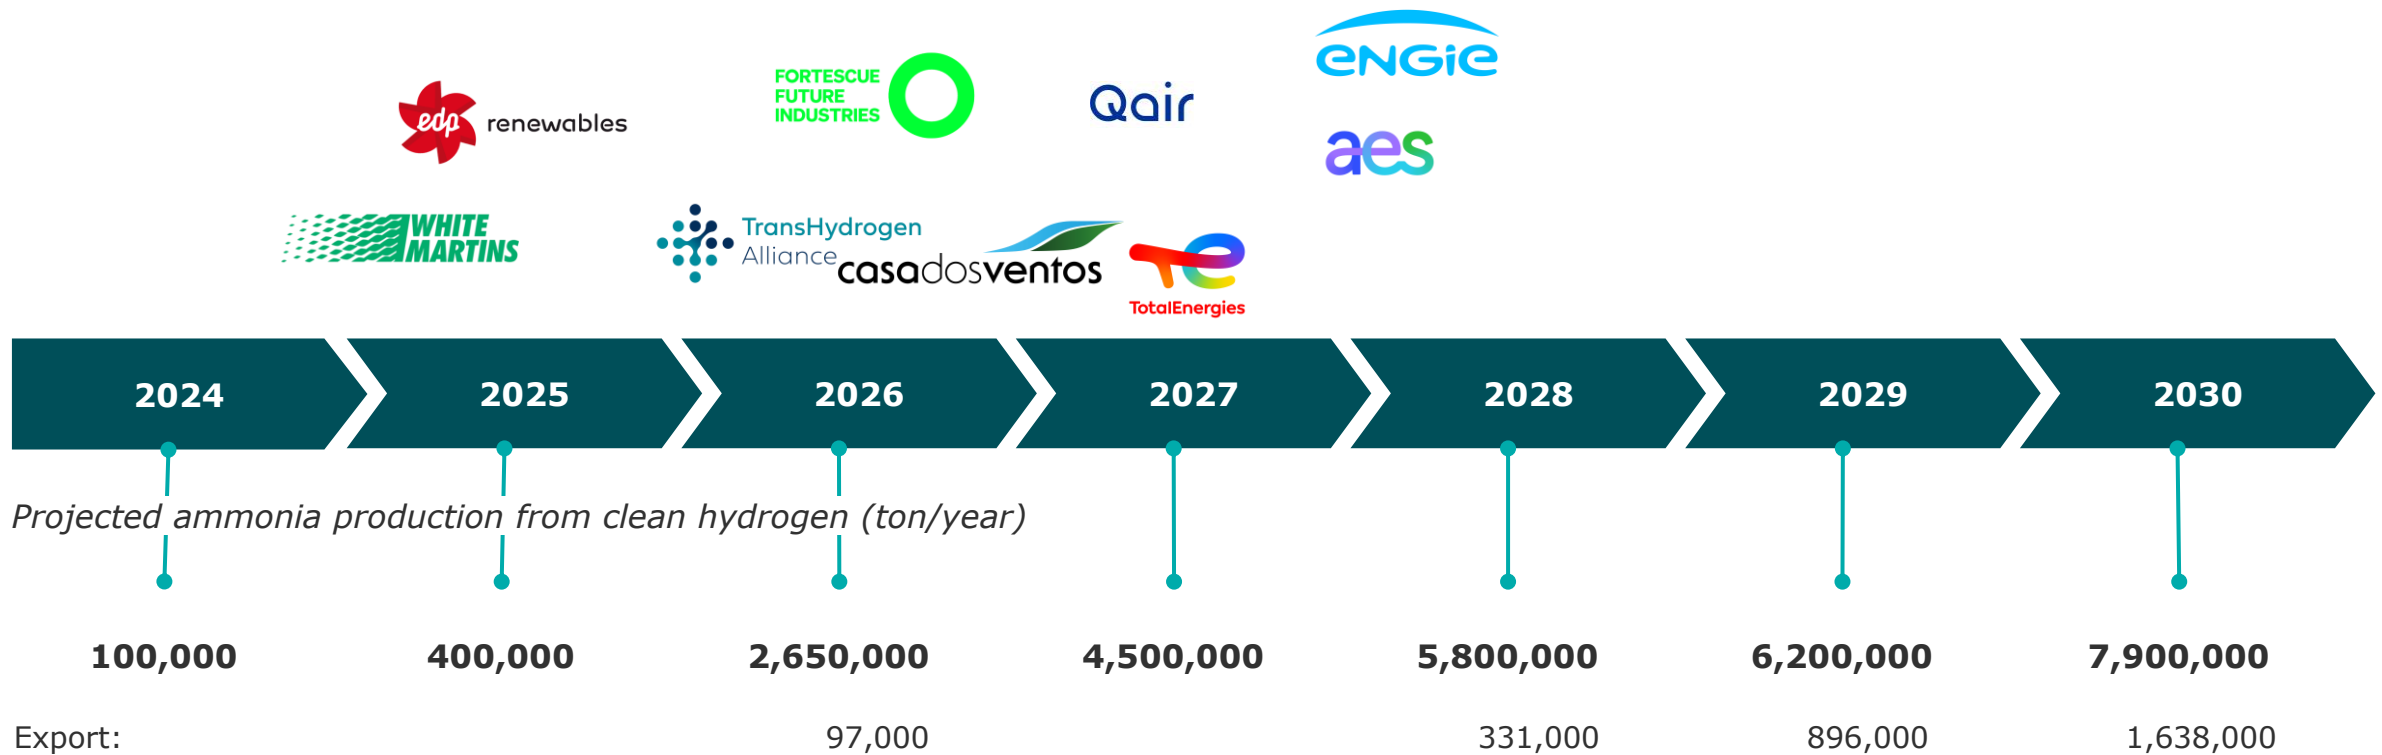 ENGIE
aes
edp renewables
FORTESCUE
FUTURE
INDUSTRIES
Qair
WHITE
MARTINS
TransHydrogen
Alliance
casadosventos
TotalEnergies
2024 2025 2026 2027 2028 2029 2030
Projected ammonia production from clean hydrogen (ton/year)
100,000 400,000 2,650,000 4,500,000 5,800,000 6,200,000 7,900,000
Export: 97,000 331,000 896,000 1,638,000